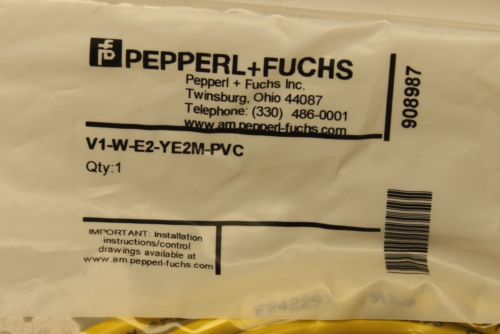 PEPPERL+FUCHS
Pepperl + Fuchs Inc.
Twinsburg, Ohio 44087
Telephone: (330) 486-0001
www.am.pepperl-fuchs.com
908987
V1-W-E2-YE2M-PVC
Qty:1
IMPORTANT: Installation
instructions/control
drawings available at
www.am.pepperl-fuchs.com
E24229